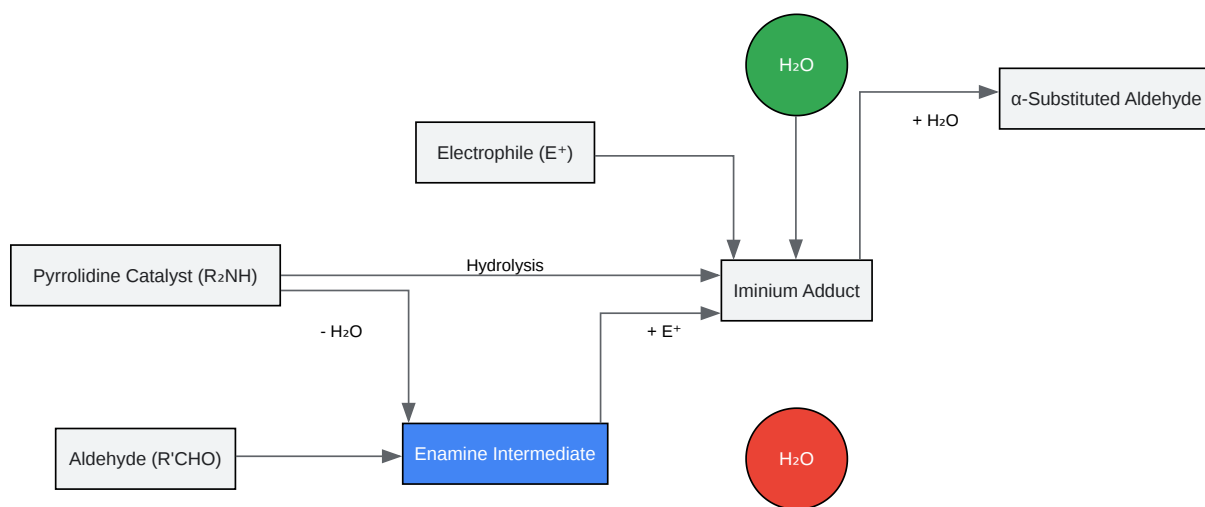 H₂O
α-Substituted Aldehyde
+ H₂O
Electrophile (E⁺)
Pyrrolidine Catalyst (R₂NH)
Hydrolysis
Iminium Adduct
- H₂O
+ E⁺
Aldehyde (R'CHO)
Enamine Intermediate
H₂O